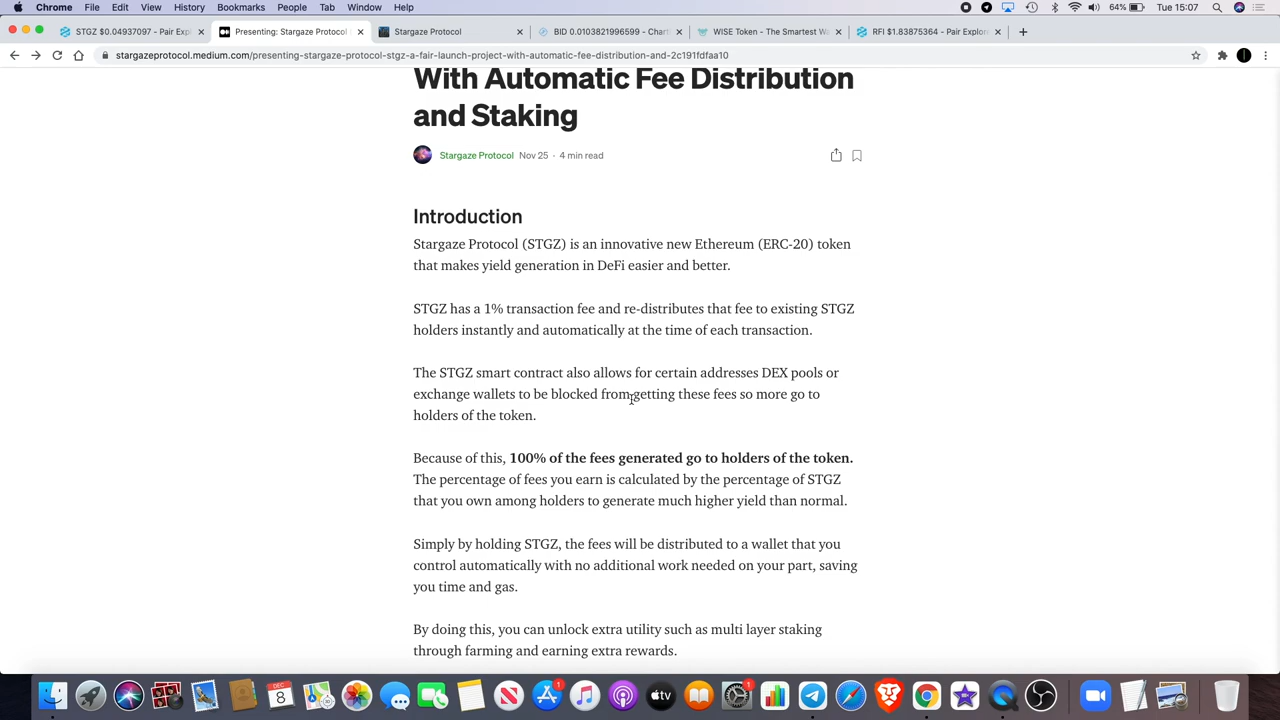 Chrome File Edit View History Bookmarks People Tab Window Help 64% Tue 15:07
STGZ $0.04937097 - Pair Expl
Presenting: Stargaze Protocol
Stargaze Protocol
BID 0.0103821996599 - Chart
WISE Token - The Smartest W
RFI $1.83875364 - Pair Explor
stargazeprotocol.medium.com/presenting-stargaze-protocol-stgz-a-fair-launch-project-with-automatic-fee-distribution-and-2c191fdfaa10
With Automatic Fee Distribution
and Staking
Stargaze Protocol Nov 25 · 4 min read
Introduction
Stargaze Protocol (STGZ) is an innovative new Ethereum (ERC-20) token
that makes yield generation in DeFi easier and better.
STGZ has a 1% transaction fee and re-distributes that fee to existing STGZ
holders instantly and automatically at the time of each transaction.
The STGZ smart contract also allows for certain addresses DEX pools or
exchange wallets to be blocked from getting these fees so more go to
holders of the token.
Because of this, 100% of the fees generated go to holders of the token.
The percentage of fees you earn is calculated by the percentage of STGZ
that you own among holders to generate much higher yield than normal.
Simply by holding STGZ, the fees will be distributed to a wallet that you
control automatically with no additional work needed on your part, saving
you time and gas.
By doing this, you can unlock extra utility such as multi layer staking
through farming and earning extra rewards.
DEC
8
1
tv
1